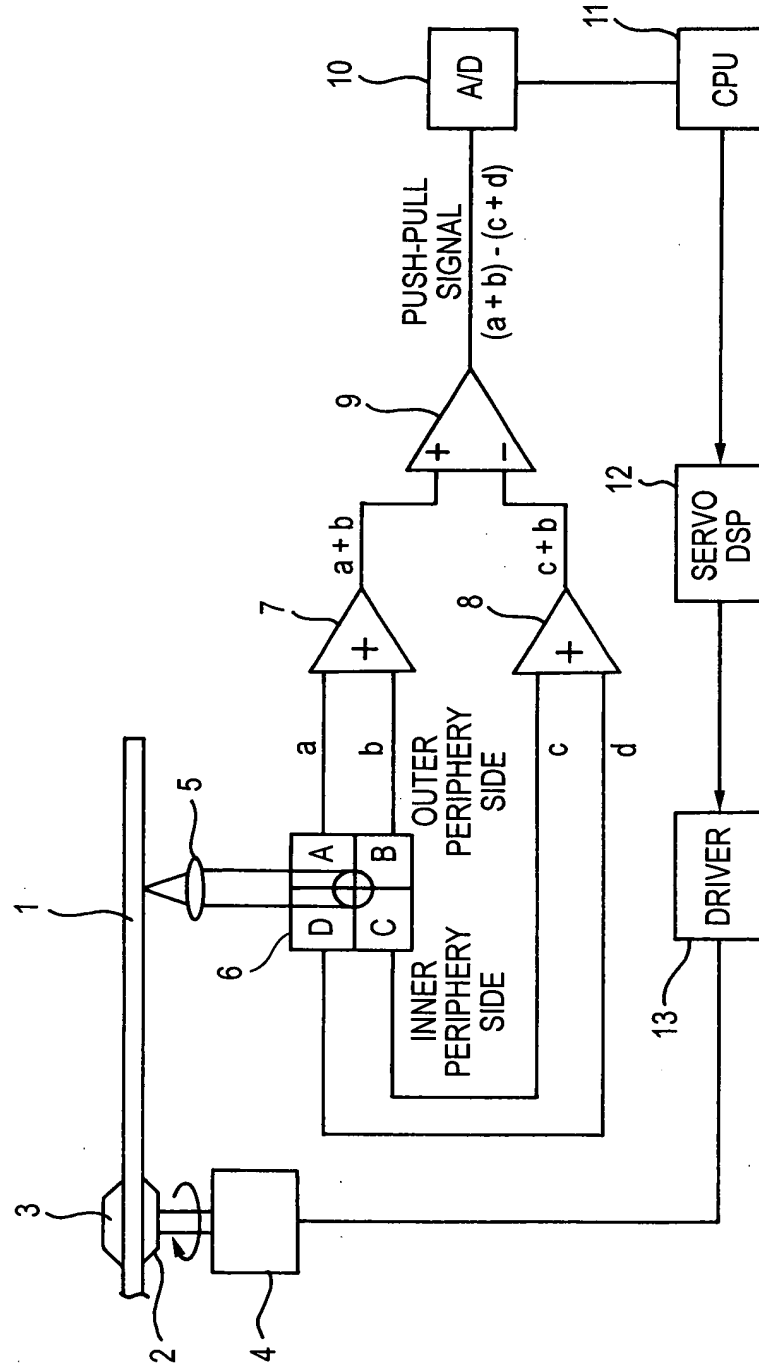 1
3
2
4
5
6
D
A
C
B
INNER
PERIPHERY
SIDE
OUTER
PERIPHERY
SIDE
a
b
c
d
7
+
8
+
a + b
c + b
9
+
−
PUSH-PULL
SIGNAL
(a + b) - (c + d)
10
A/D
11
CPU
12
SERVO
DSP
13
DRIVER